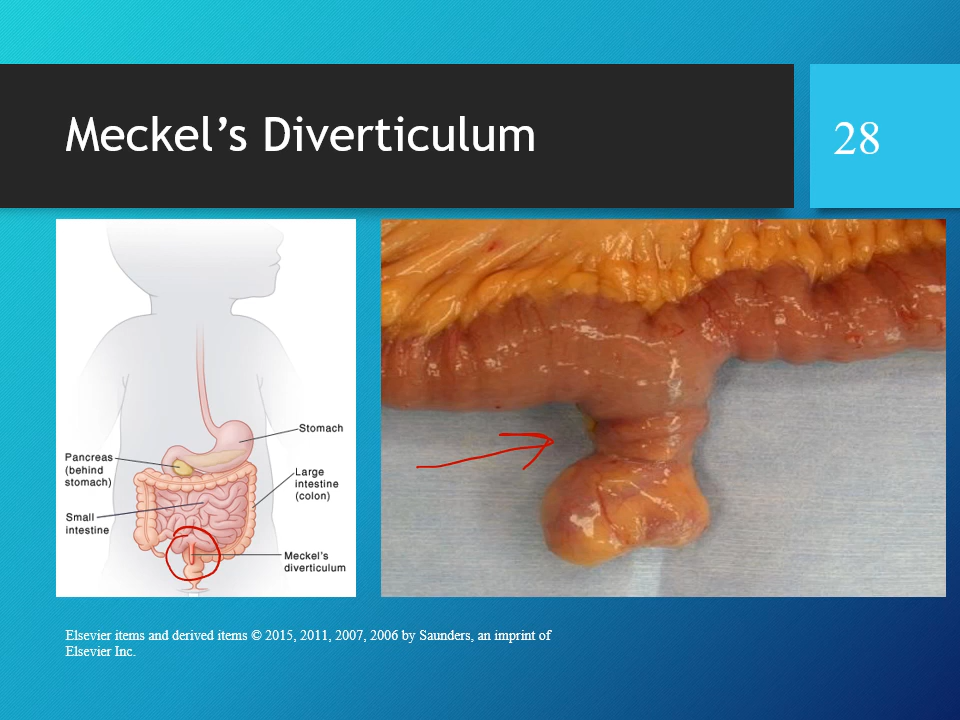 Meckel’s Diverticulum
28
Stomach
Pancreas
(behind
stomach)
Large
intestine
(colon)
Small
intestine
Meckel's
diverticulum
Elsevier items and derived items © 2015, 2011, 2007, 2006 by Saunders, an imprint of
Elsevier Inc.